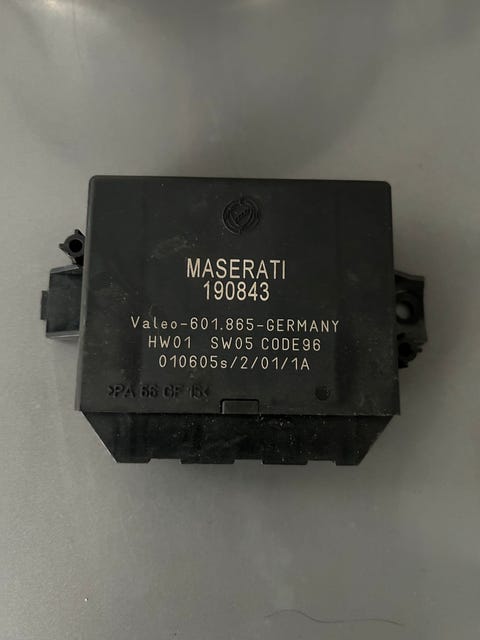 MASERATI
190843
Valeo-601.865-GERMANY
HW01 SW05 CODE96
010605s/2/01/1A
>PA 66 GF 15<